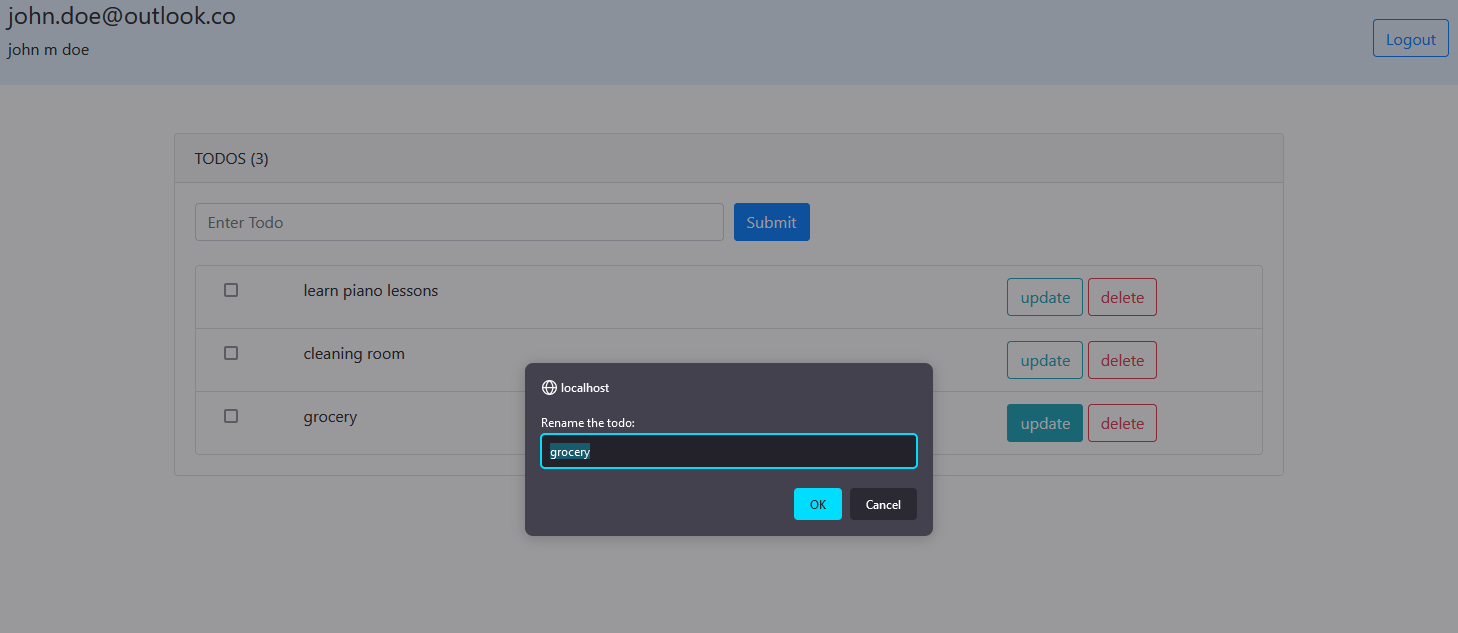 john.doe@outlook.co
john m doe
Logout
TODOS (3)
Enter Todo
Submit
learn piano lessons
update
delete
cleaning room
update
delete
grocery
update
delete
localhost
Rename the todo:
grocery
OK
Cancel